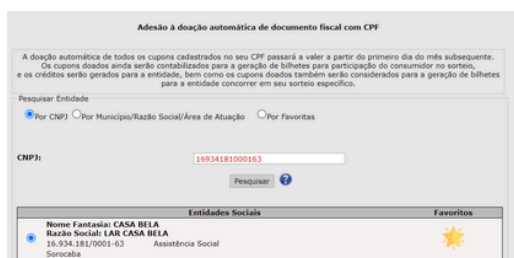 Adesão à doação automática de documento fiscal com CPF
A doação automática de todos os cupons cadastrados no seu CPF passará a valer a partir do primeiro dia do mês subsequente.
Os cupons doados ainda serão contabilizados para a geração de bilhetes para participação do consumidor no sorteio,
e os créditos serão gerados para a entidade, bem como os cupons doados também serão considerados para a geração de bilhetes
para a entidade concorrer em seu sorteio específico.
Pesquisar Entidade
Por CNPJ Por Município/Razão Social/Área de Atuação Por Favoritas
CNPJ: 16934181000163
Pesquisar ?
Entidades Sociais Favoritos
Nome Fantasia: CASA BELA
Razão Social: LAR CASA BELA
16.934.181/0001-63 Assistência Social
Sorocaba